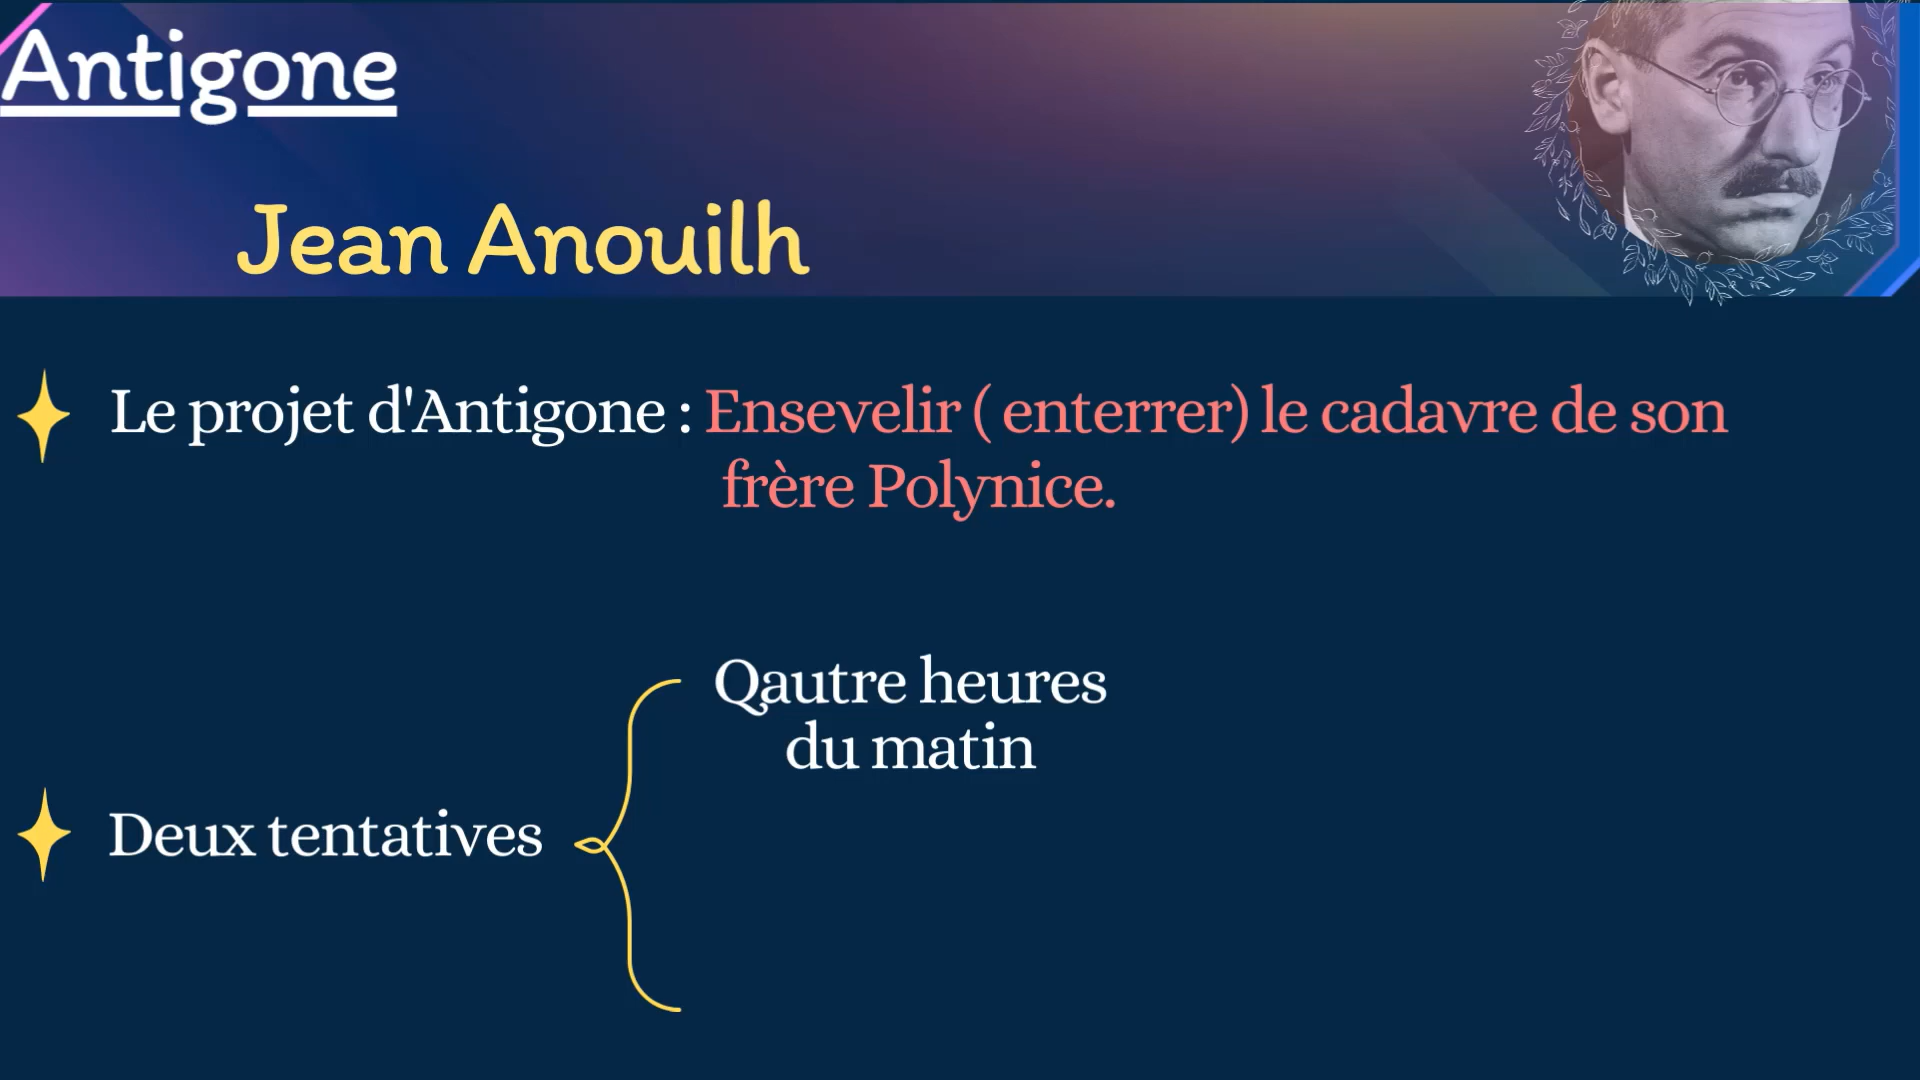 Antigone
Jean Anouilh
Le projet d'Antigone : Ensevelir ( enterrer) le cadavre de son
frère Polynice.
Qautre heures
du matin
Deux tentatives